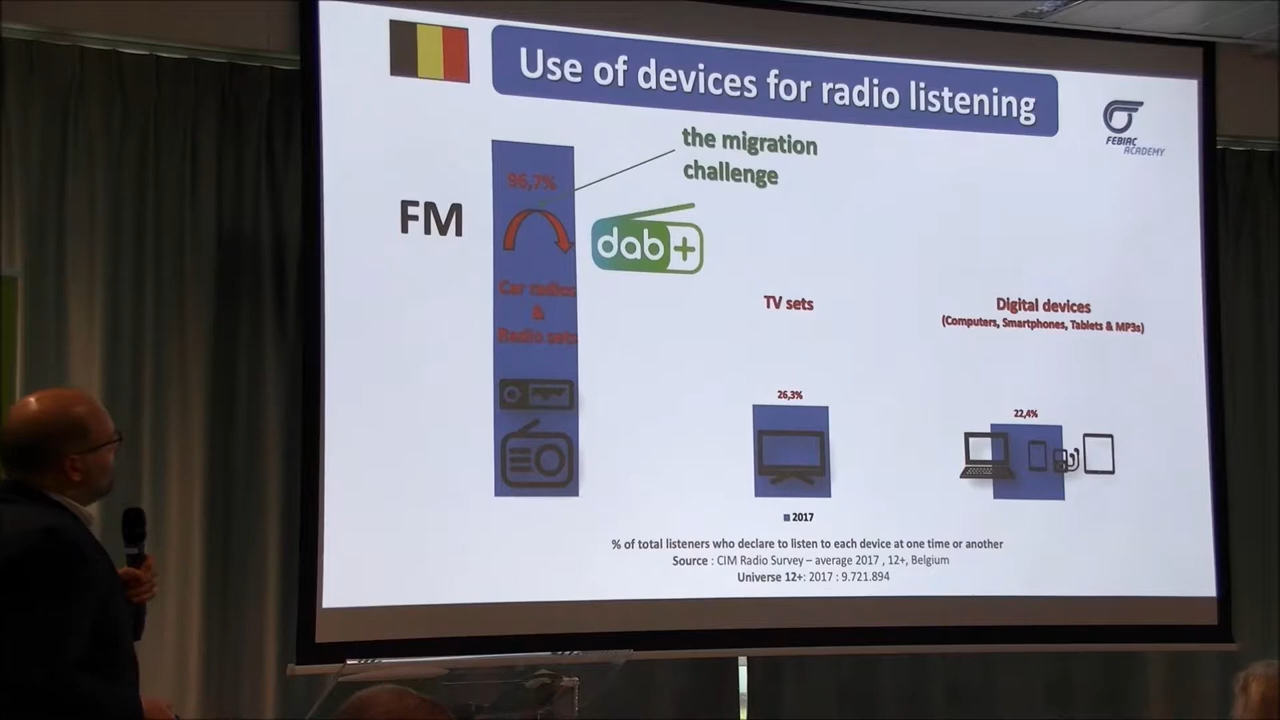 Use of devices for radio listening
FEBIAC
ACADEMY
the migration
challenge
96,7%
FM
dab+
Car radios
&
Radio sets
TV sets
Digital devices
(Computers, Smartphones, Tablets & MP3s)
26,3%
22,4%
2017
% of total listeners who declare to listen to each device at one time or another
Source : CIM Radio Survey – average 2017 , 12+, Belgium
Universe 12+: 2017 : 9.721.894